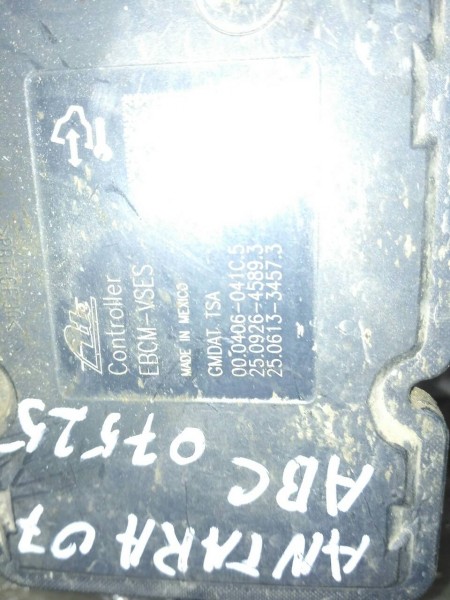 Ate
Controller
EBCM-VSES
MADE IN MEXICO
GMDAT. TSA
00.0406-041C.5
25.0926-4589.3
25.0613-3457.3
ABC 07525
ANTARA 07